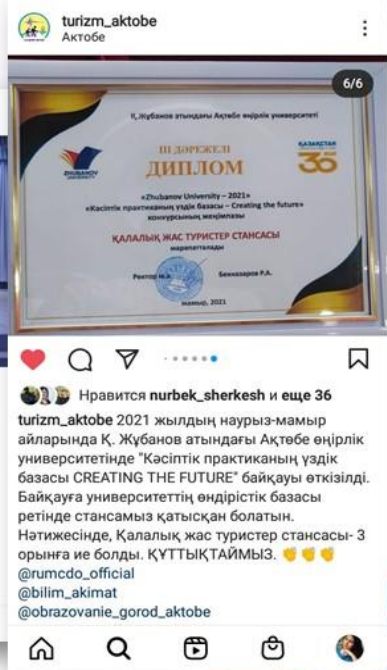 turizm_aktobe
Актобе
6/6
Қ.Жұбанов атындағы Ақтөбе өңірлік университеті
ІІІ ДӘРЕЖЕЛІ
ДИПЛОМ
ZHUBANOV
UNIVERSITY
ҚАЗАҚСТАН
«Zhubanov University – 2021»
«Кәсіптік практиканың үздік базасы – Creating the future»
конкурсының жеңімпазы
ҚАЛАЛЫҚ ЖАС ТУРИСТЕР СТАНСАСЫ
марапатталады
Ректор м.а.
Бекназаров Р.А.
мамыр, 2021
Нравится nurbek_sherkesh и еще 36
turizm_aktobe 2021 жылдың наурыз-мамыр
айларында Қ. Жұбанов атындағы Ақтөбе өңірлік
университетінде "Кәсіптік практиканың үздік
базасы CREATING THE FUTURE" байқауы өткізілді.
Байқауға университеттің өндірістік базасы
ретінде стансамыз қатысқан болатын.
Нәтижесінде, Қалалық жас туристер стансасы- 3
орынға ие болды. ҚҰТТЫҚТАЙМЫЗ. 👏👏👏
@rumcdo_official
@bilim_akimat
@obrazovanie_gorod_aktobe